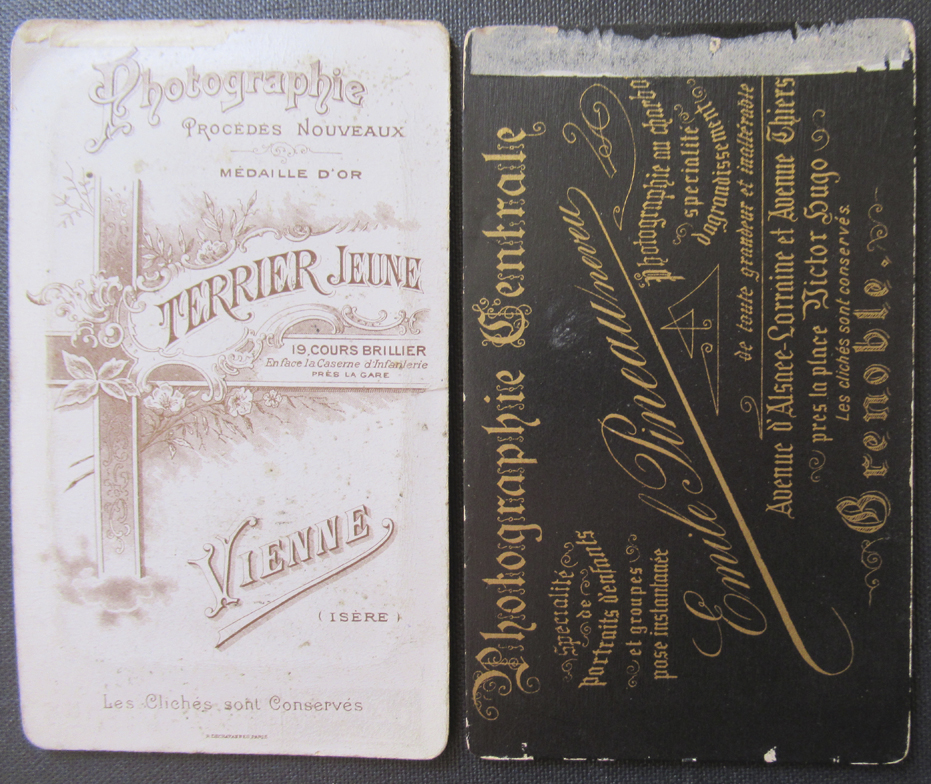 Photographie
PROCÉDÉS NOUVEAUX
MÉDAILLE D'OR
TERRIER JEUNE
19, COURS BRILLIER
En face la Caserne d'Infanterie
PRÈS LA GARE
VIENNE
( ISÈRE )
Les Clichés sont Conservés
Photographie Centrale
Spécialité
de
portraits d'enfants
et groupes
pose instantanée
Emile Pineau/neveu
Photographie au charbo
spécialité
d'agrandissement
de toute grandeur et inaltérable
Avenue d'Alsace-Lorraine et Avenue Thiers
près la place Victor Hugo
Les clichés sont conservés.
Grenoble.